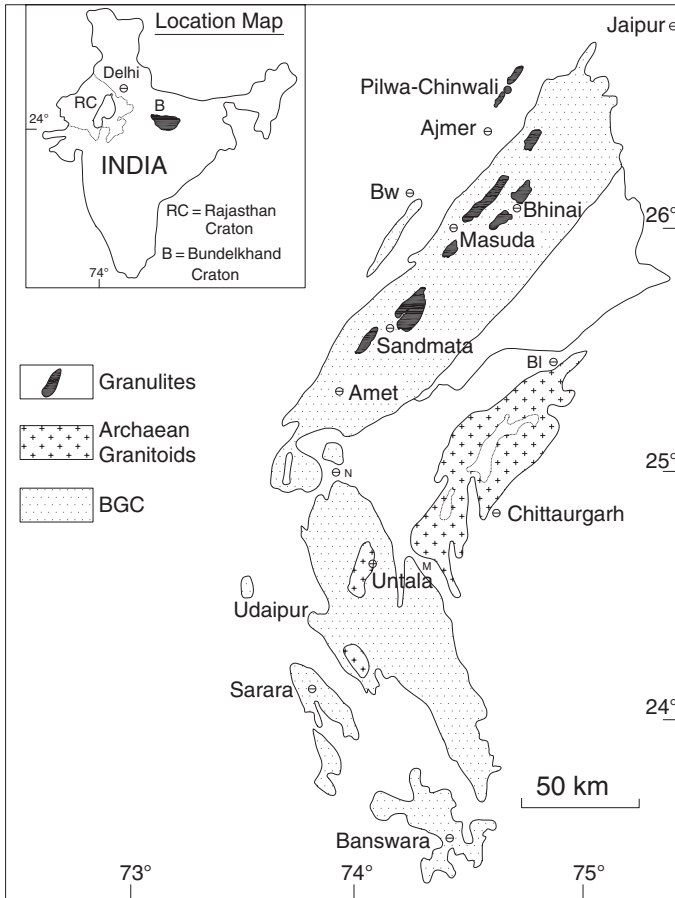 Location Map
Delhi
RC
B
24°
INDIA
RC = Rajasthan
Craton
B = Bundelkhand
Craton
74°
Jaipur
Pilwa-Chinwali
Ajmer
Bw
Bhinai
26°
Masuda
Sandmata
Bl
Amet
Granulites
Archaean
Granitoids
BGC
25°
N
Chittaurgarh
M
Untala
Udaipur
Sarara
24°
50 km
Banswara
73°
74°
75°